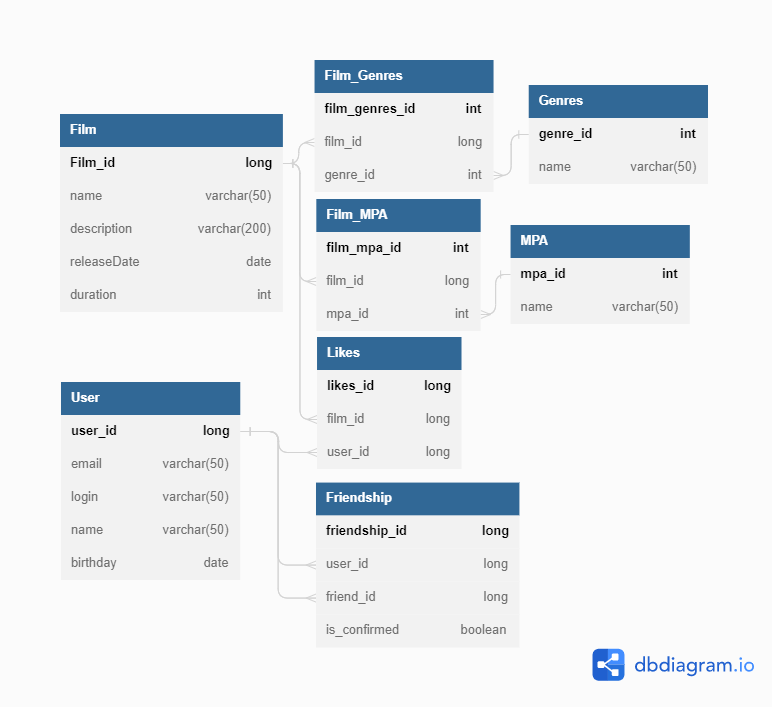 Film
Film_id long
name varchar(50)
description varchar(200)
releaseDate date
duration int
Film_Genres
film_genres_id int
film_id long
genre_id int
Genres
genre_id int
name varchar(50)
Film_MPA
film_mpa_id int
film_id long
mpa_id int
MPA
mpa_id int
name varchar(50)
Likes
likes_id long
film_id long
user_id long
User
user_id long
email varchar(50)
login varchar(50)
name varchar(50)
birthday date
Friendship
friendship_id long
user_id long
friend_id long
is_confirmed boolean
dbdiagram.io